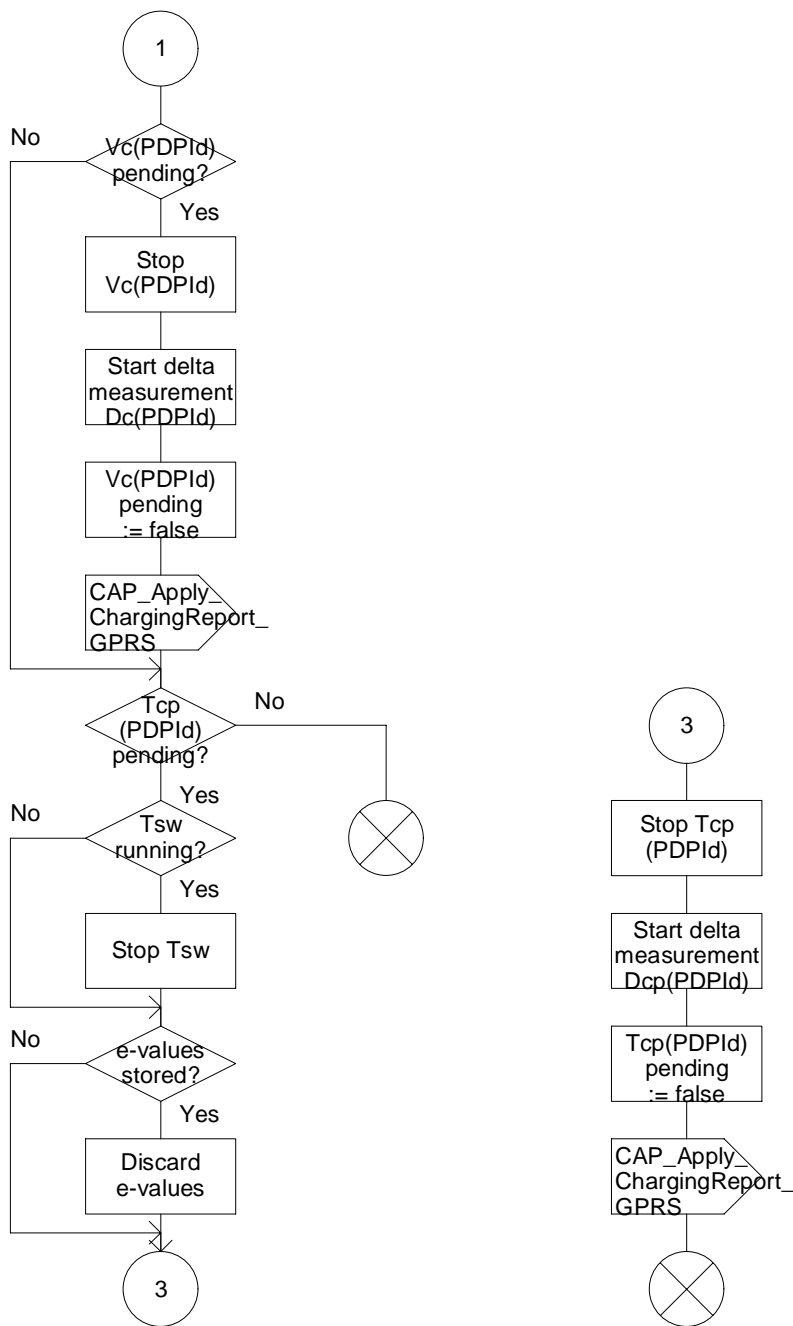 1
No
Vc(PDPId)
pending?
Yes
Stop
Vc(PDPId)
Start delta
measurement
Dc(PDPId)
Vc(PDPId)
pending
:= false
CAP_Apply_
ChargingReport_
GPRS
Tcp
(PDPId)
pending?
No
Yes
No
Tsw
running?
Yes
Stop Tsw
No
e-values
stored?
Yes
Discard
e-values
3
3
Stop Tcp
(PDPId)
Start delta
measurement
Dcp(PDPId)
Tcp(PDPId)
pending
:= false
CAP_Apply_
ChargingReport_
GPRS